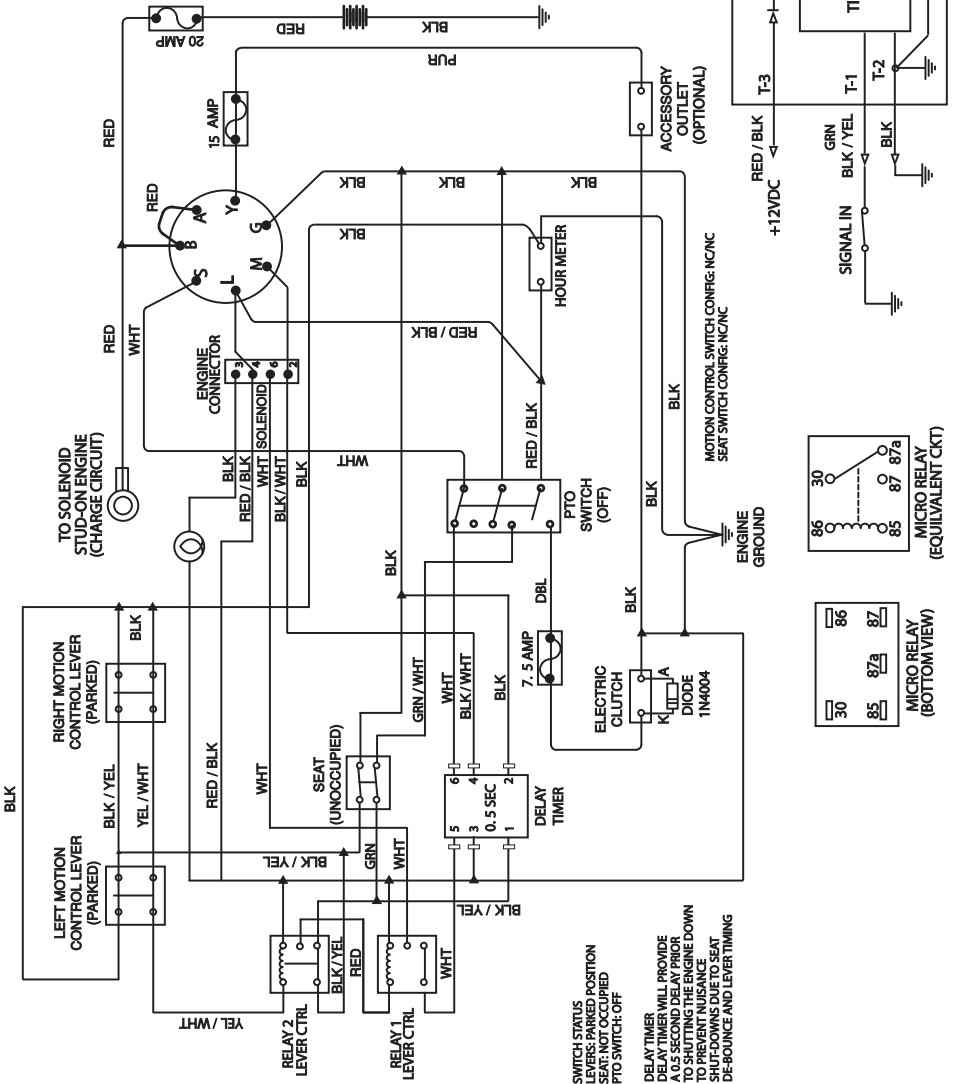 20 AMP
RED
BLK
PUR
RED
15 AMP
ACCESSORY
OUTLET
(OPTIONAL)
T-3
T-1
T-2
TI
RED / BLK
+12VDC
GRN
BLK / YEL
BLK
SIGNAL IN
RED
A
B
S
Y
G
M
L
BLK
BLK
BLK
BLK
HOUR METER
RED
WHT
RED / BLK
ENGINE
CONNECTOR
3
4
6
2
SOLENOID
BLK
RED / BLK
WHT
BLK / WHT
BLK
WHT
RED / BLK
TO SOLENOID
STUD-ON ENGINE
(CHARGE CIRCUIT)
PTO
SWITCH
(OFF)
MOTION CONTROL SWITCH CONFIG: NC/NC
SEAT SWITCH CONFIG: NC/NC
BLK
BLK
ENGINE
GROUND
30
87a
87
86
85
MICRO RELAY
(EQUILVALENT CKT)
86
87
87a
30
85
MICRO RELAY
(BOTTOM VIEW)
BLK
DBL
BLK
7.5 AMP
ELECTRIC
CLUTCH
A
K
DIODE
1N4004
BLK
RIGHT MOTION
CONTROL LEVER
(PARKED)
GRN / WHT
WHT
BLK / WHT
BLK
SEAT
(UNOCCUPIED)
BLK
BLK / YEL
YEL / WHT
RED / BLK
WHT
6
4
2
5
3
1
0.5 SEC
DELAY
TIMER
LEFT MOTION
CONTROL LEVER
(PARKED)
BLK / YEL
GRN
WHT
BLK / YEL
YEL / WHT
BLK / YEL
RED
WHT
RELAY 2
LEVER CTRL
RELAY 1
LEVER CTRL
SWITCH STATUS
LEVERS: PARKED POSITION
SEAT: NOT OCCUPIED
PTO SWITCH: OFF
DELAY TIMER
DELAY TIMER WILL PROVIDE
A 0.5 SECOND DELAY PRIOR
TO SHUTTING THE ENGINE DOWN
TO PREVENT NUISANCE
SHUT-DOWNS DUE TO SEAT
DE-BOUNCE AND LEVER TIMING